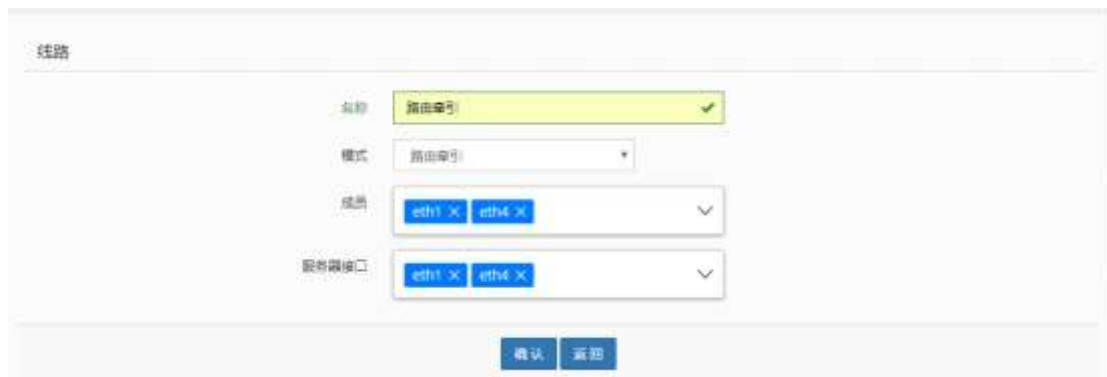 线路
名称 路由牵引
模式 路由牵引
成员 eth1 × eth4 ×
服务器接口 eth1 × eth4 ×
确认 返回